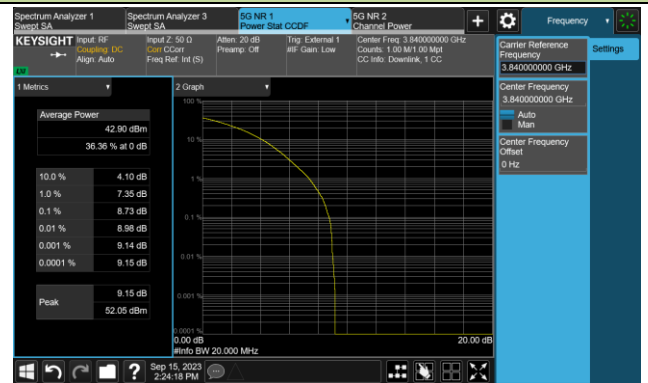 Spectrum Analyzer 1
Swept SA
Spectrum Analyzer 3
Swept SA
5G NR 1
Power Stat CCDF
5G NR 2
Channel Power
Frequency
KEYSIGHT
Input: RF
Coupling: DC
Align: Auto
Input Z: 50 Ω
Corr CCorr
Freq Ref: Int (S)
Atten: 20 dB
Preamp: Off
Trig: External 1
#IF Gain: Low
Center Freq: 3.840000000 GHz
Counts: 1.00 M/1.00 Mpt
CC Info: Downlink, 1 CC
1 Metrics
Average Power
42.90 dBm
36.36 % at 0 dB
10.0 % 4.10 dB
1.0 % 7.35 dB
0.1 % 8.73 dB
0.01 % 8.98 dB
0.001 % 9.14 dB
0.0001 % 9.15 dB
Peak
9.15 dB
52.05 dBm
2 Graph
100 %
10 %
1 %
0.1 %
0.01 %
0.001 %
0.0001 %
0.00 dB
20.00 dB
#Info BW 20.000 MHz
Carrier Reference
Frequency
3.840000000 GHz
Center Frequency
3.840000000 GHz
Auto
Man
Center Frequency
Offset
0 Hz
Settings
Sep 15, 2023
2:24:18 PM